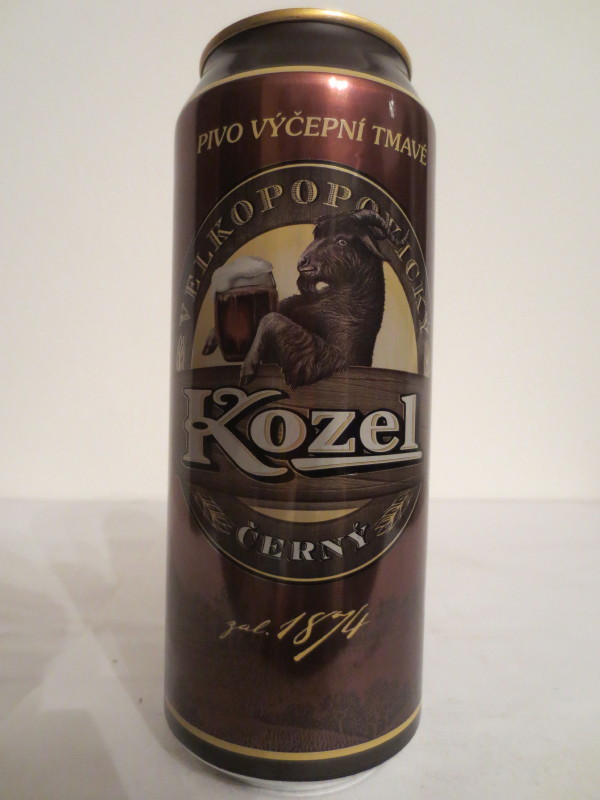 PIVO VÝČEPNÍ TMAVÉ
VELKOPOPOVICKÝ
Kozel
ČERNÝ
zal. 1874